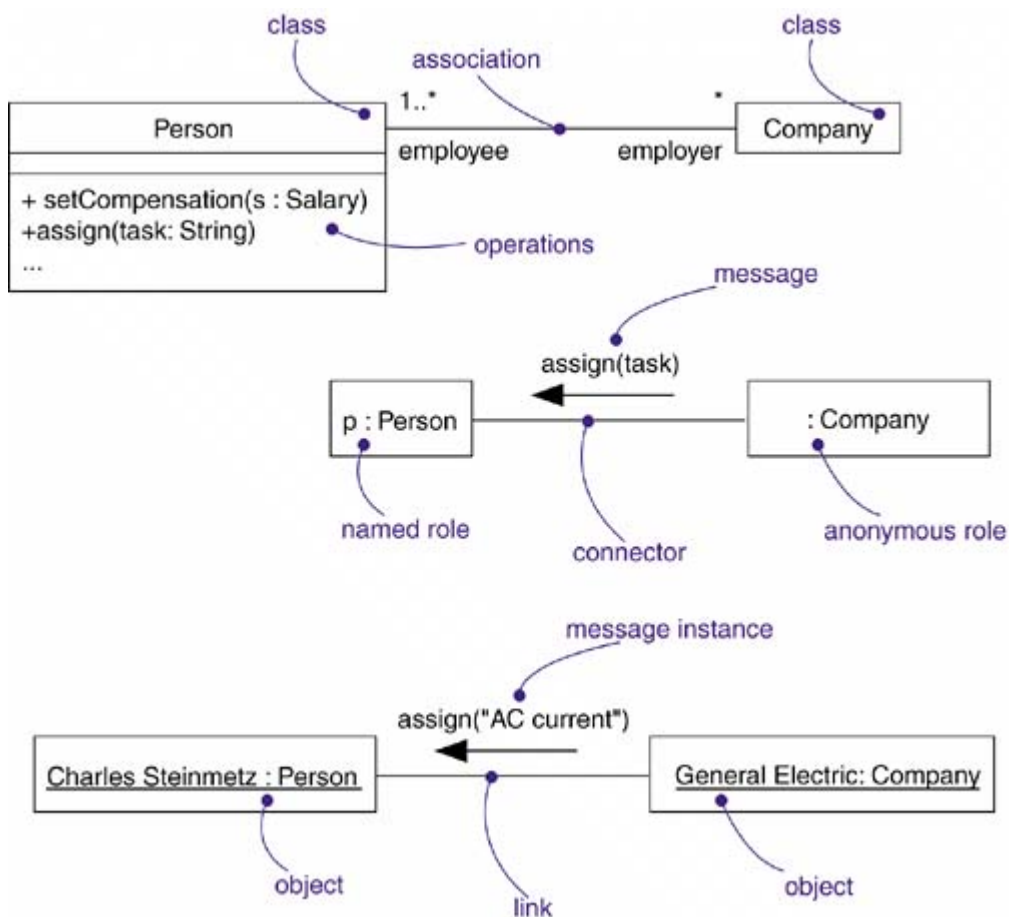 class
class
association
1..*
*
Person
Company
employee
employer
+ setCompensation(s : Salary)
+assign(task: String)
...
operations
message
assign(task)
p : Person
: Company
named role
anonymous role
connector
message instance
assign("AC current")
Charles Steinmetz : Person
General Electric: Company
object
object
link